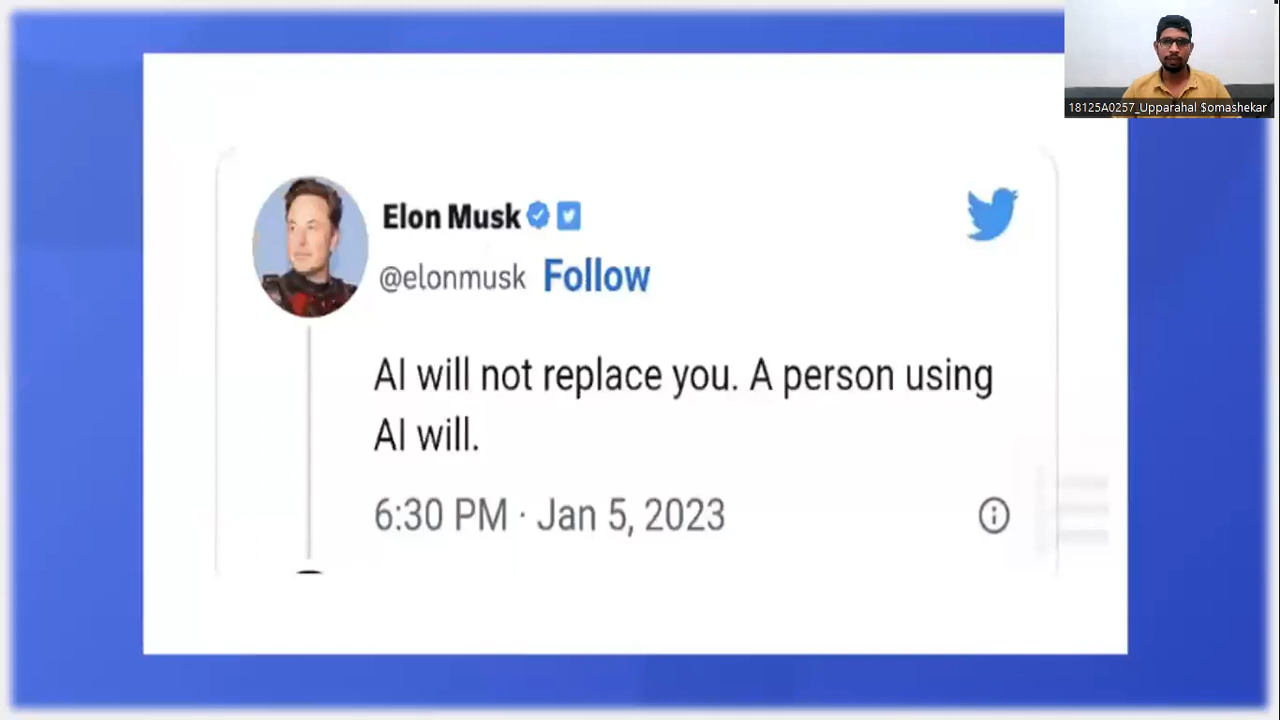 18125A0257_Upparahal Somashekar
Elon Musk
@elonmusk Follow
AI will not replace you. A person using
AI will.
6:30 PM · Jan 5, 2023